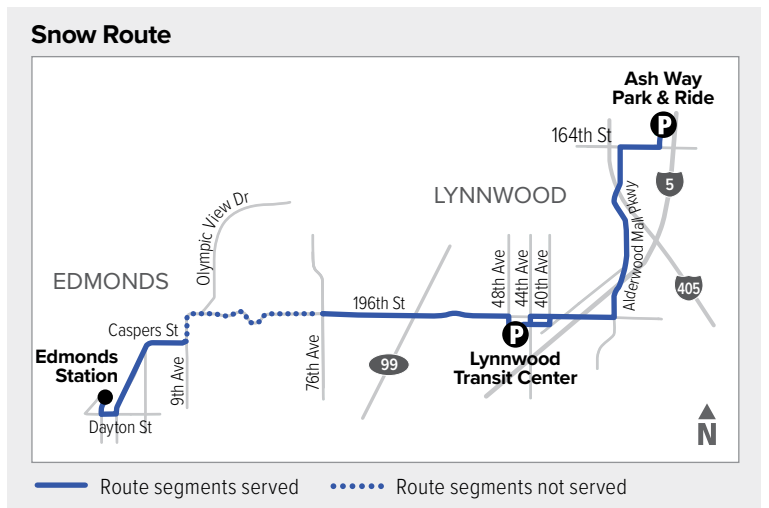 Snow Route
Ash Way
Park & Ride
P
164th St
5
LYNNWOOD
Alderwood Mall Pkwy
Olympic View Dr
405
EDMONDS
48th Ave
44th Ave
40th Ave
196th St
Caspers St
P
Edmonds
Station
9th Ave
76th Ave
99
Lynnwood
Transit Center
Dayton St
N
Route segments served
Route segments not served